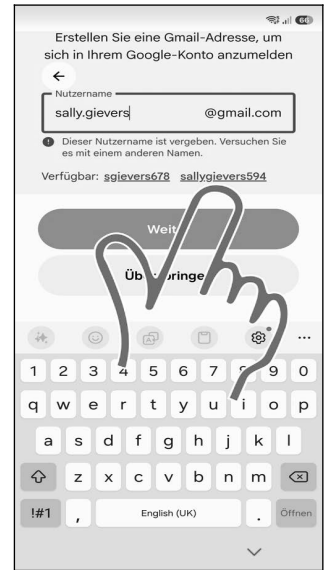 60
Erstellen Sie eine Gmail-Adresse, um
sich in Ihrem Google-Konto anzumelden
Nutzername
sally.gievers @gmail.com
Dieser Nutzername ist vergeben. Versuchen Sie
es mit einem anderen Namen.
Verfügbar: sgievers678 sallygievers594
1 2 3 4 5 6 7 8 9 0
q w e r t y u i o p
a s d f g h j k l
z x c v b n m
!#1 , English (UK) . Öffnen